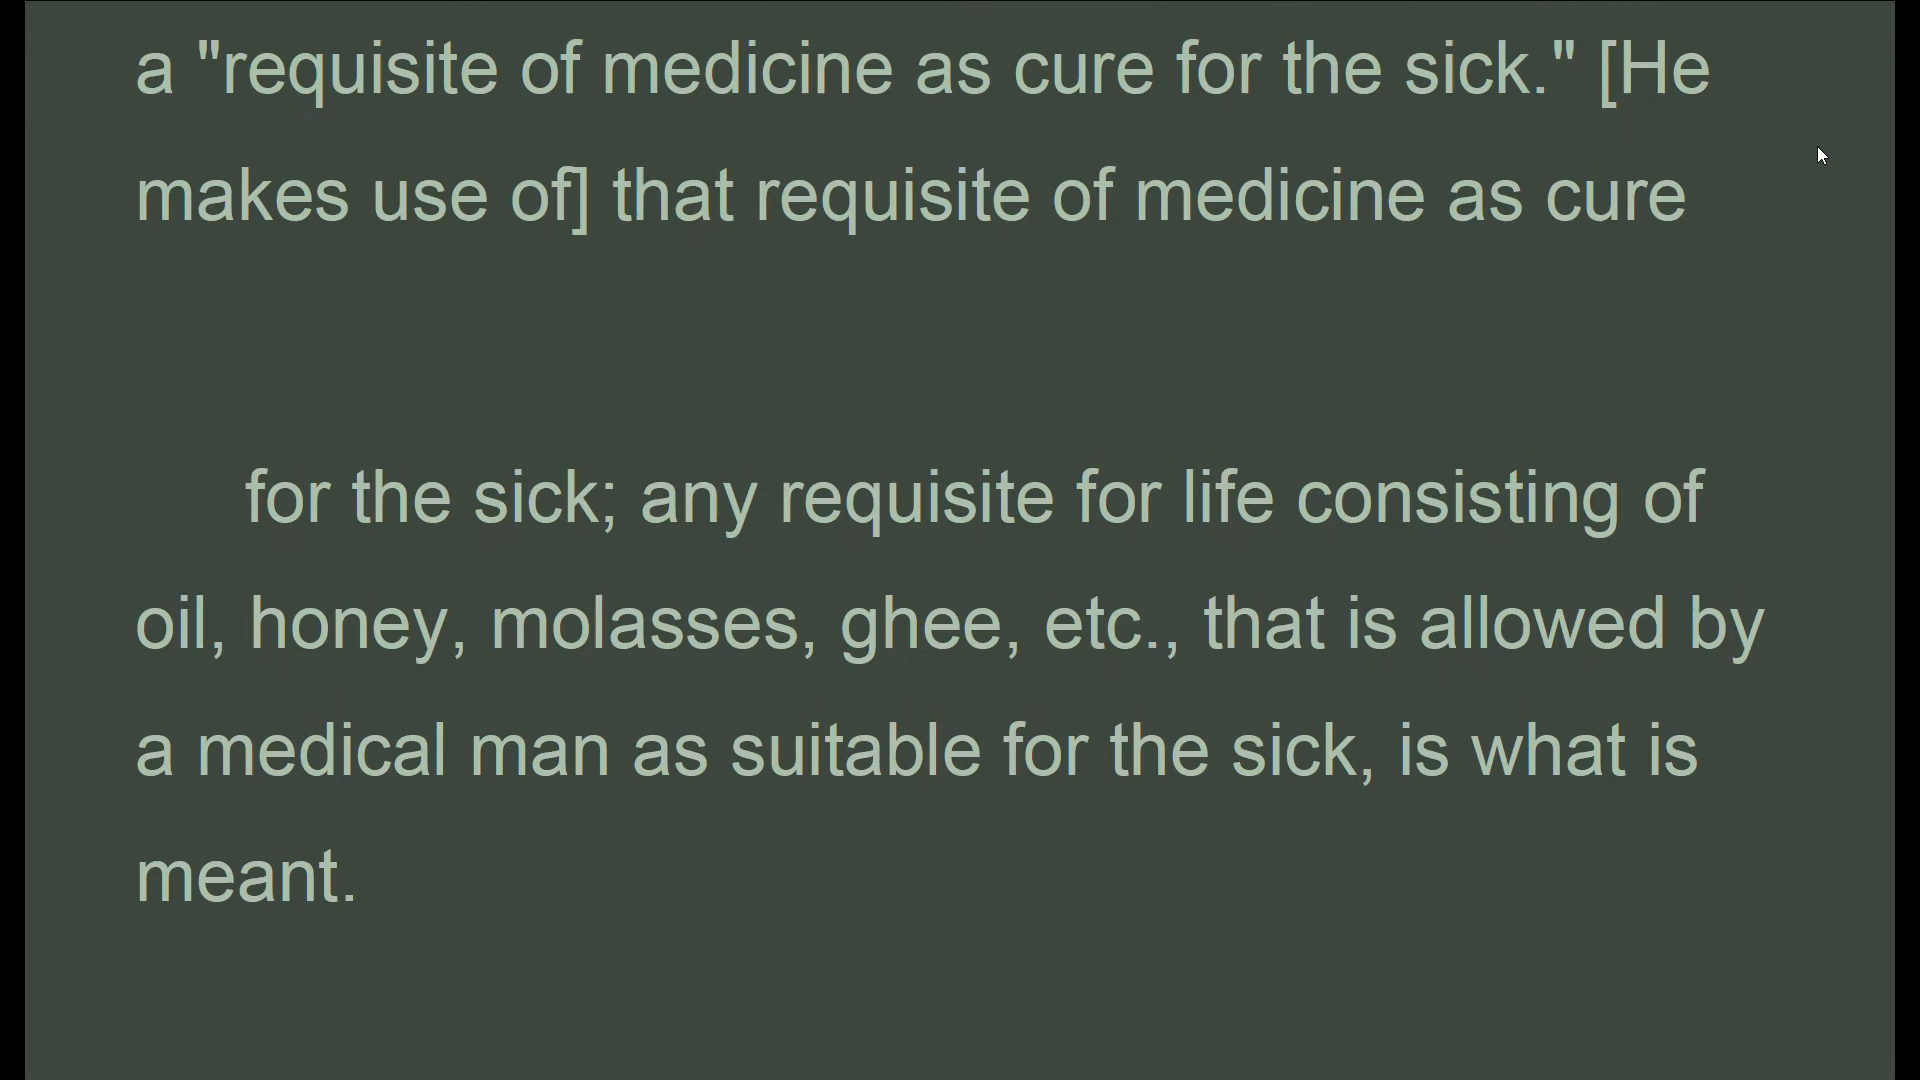 a "requisite of medicine as cure for the sick." [He
makes use of] that requisite of medicine as cure
for the sick; any requisite for life consisting of
oil, honey, molasses, ghee, etc., that is allowed by
a medical man as suitable for the sick, is what is
meant.